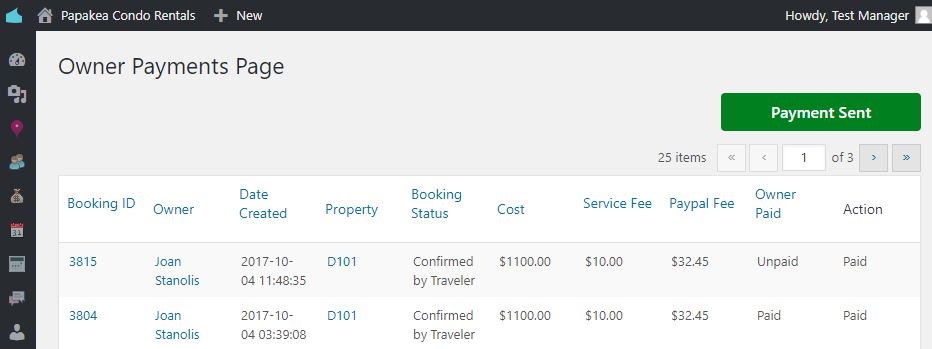 Papakea Condo Rentals + New Howdy, Test Manager
Owner Payments Page
Payment Sent
25 items « ‹ 1 of 3 › »
Booking ID Owner Date Created Property Booking Status Cost Service Fee Paypal Fee Owner Paid Action
3815 Joan Stanolis 2017-10-04 11:48:35 D101 Confirmed by Traveler $1100.00 $10.00 $32.45 Unpaid Paid
3804 Joan Stanolis 2017-10-04 03:39:08 D101 Confirmed by Traveler $1100.00 $10.00 $32.45 Paid Paid